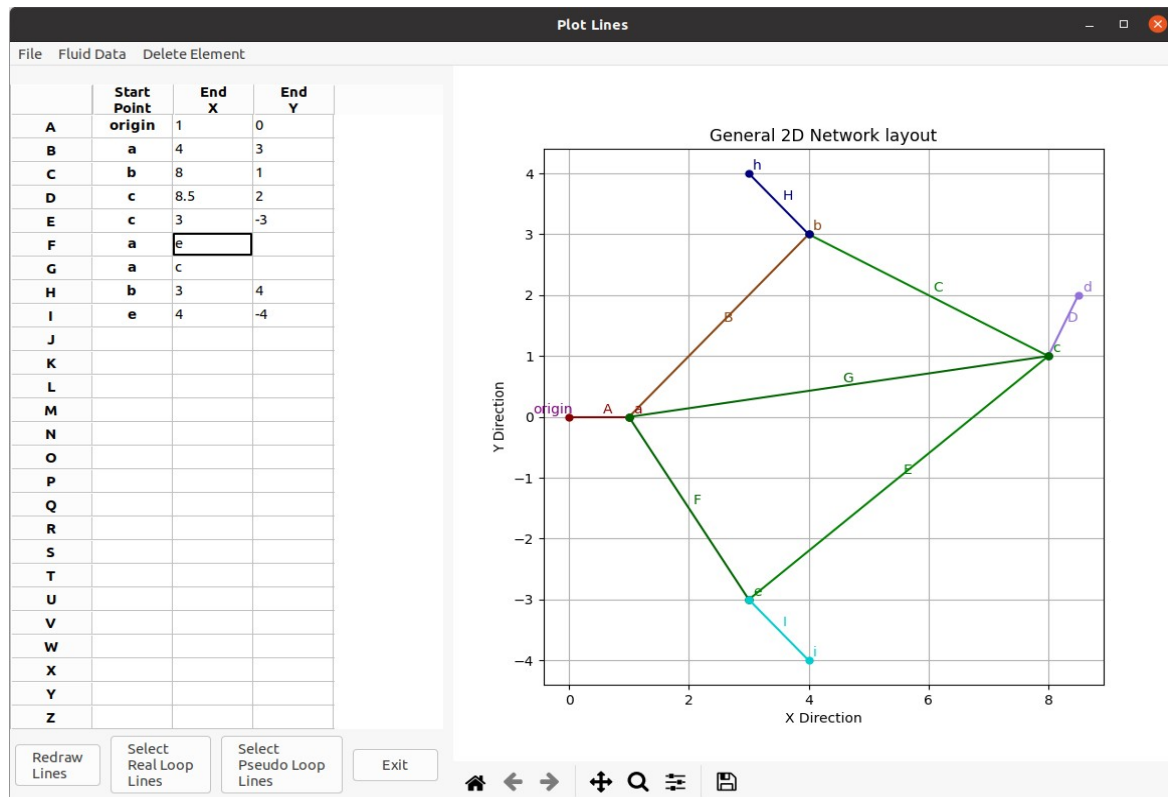 Plot Lines
File Fluid Data Delete Element
Start Point End X End Y
A origin 1 0
B a 4 3
C b 8 1
D c 8.5 2
E c 3 -3
F a e
G a c
H b 3 4
I e 4 -4
J
K
L
M
N
O
P
Q
R
S
T
U
V
W
X
Y
Z
Redraw Lines
Select Real Loop Lines
Select Pseudo Loop Lines
Exit
General 2D Network layout
Y Direction
4
3
2
1
0
−1
−2
−3
−4
h
H
b
C
d
D
B
c
G
origin
A
a
E
F
e
I
i
0 2 4 6 8
X Direction